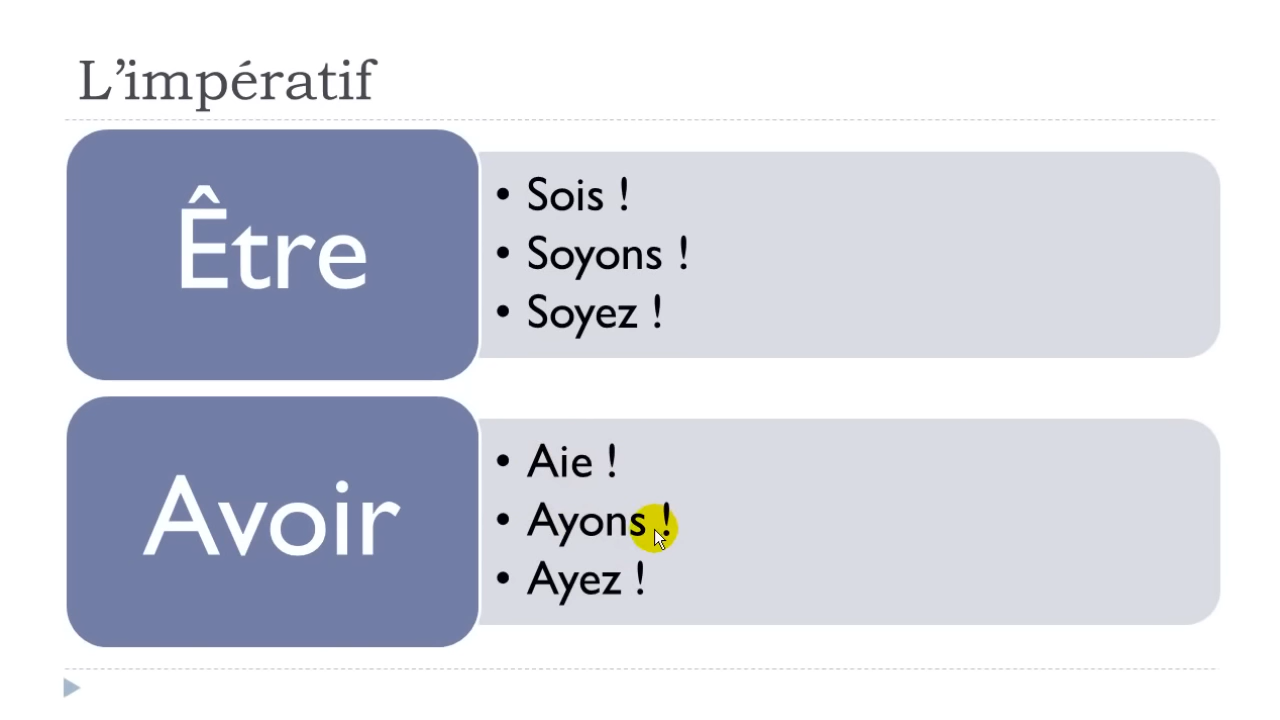 L’impératif
Être
• Sois !
• Soyons !
• Soyez !
Avoir
• Aie !
• Ayons !
• Ayez !